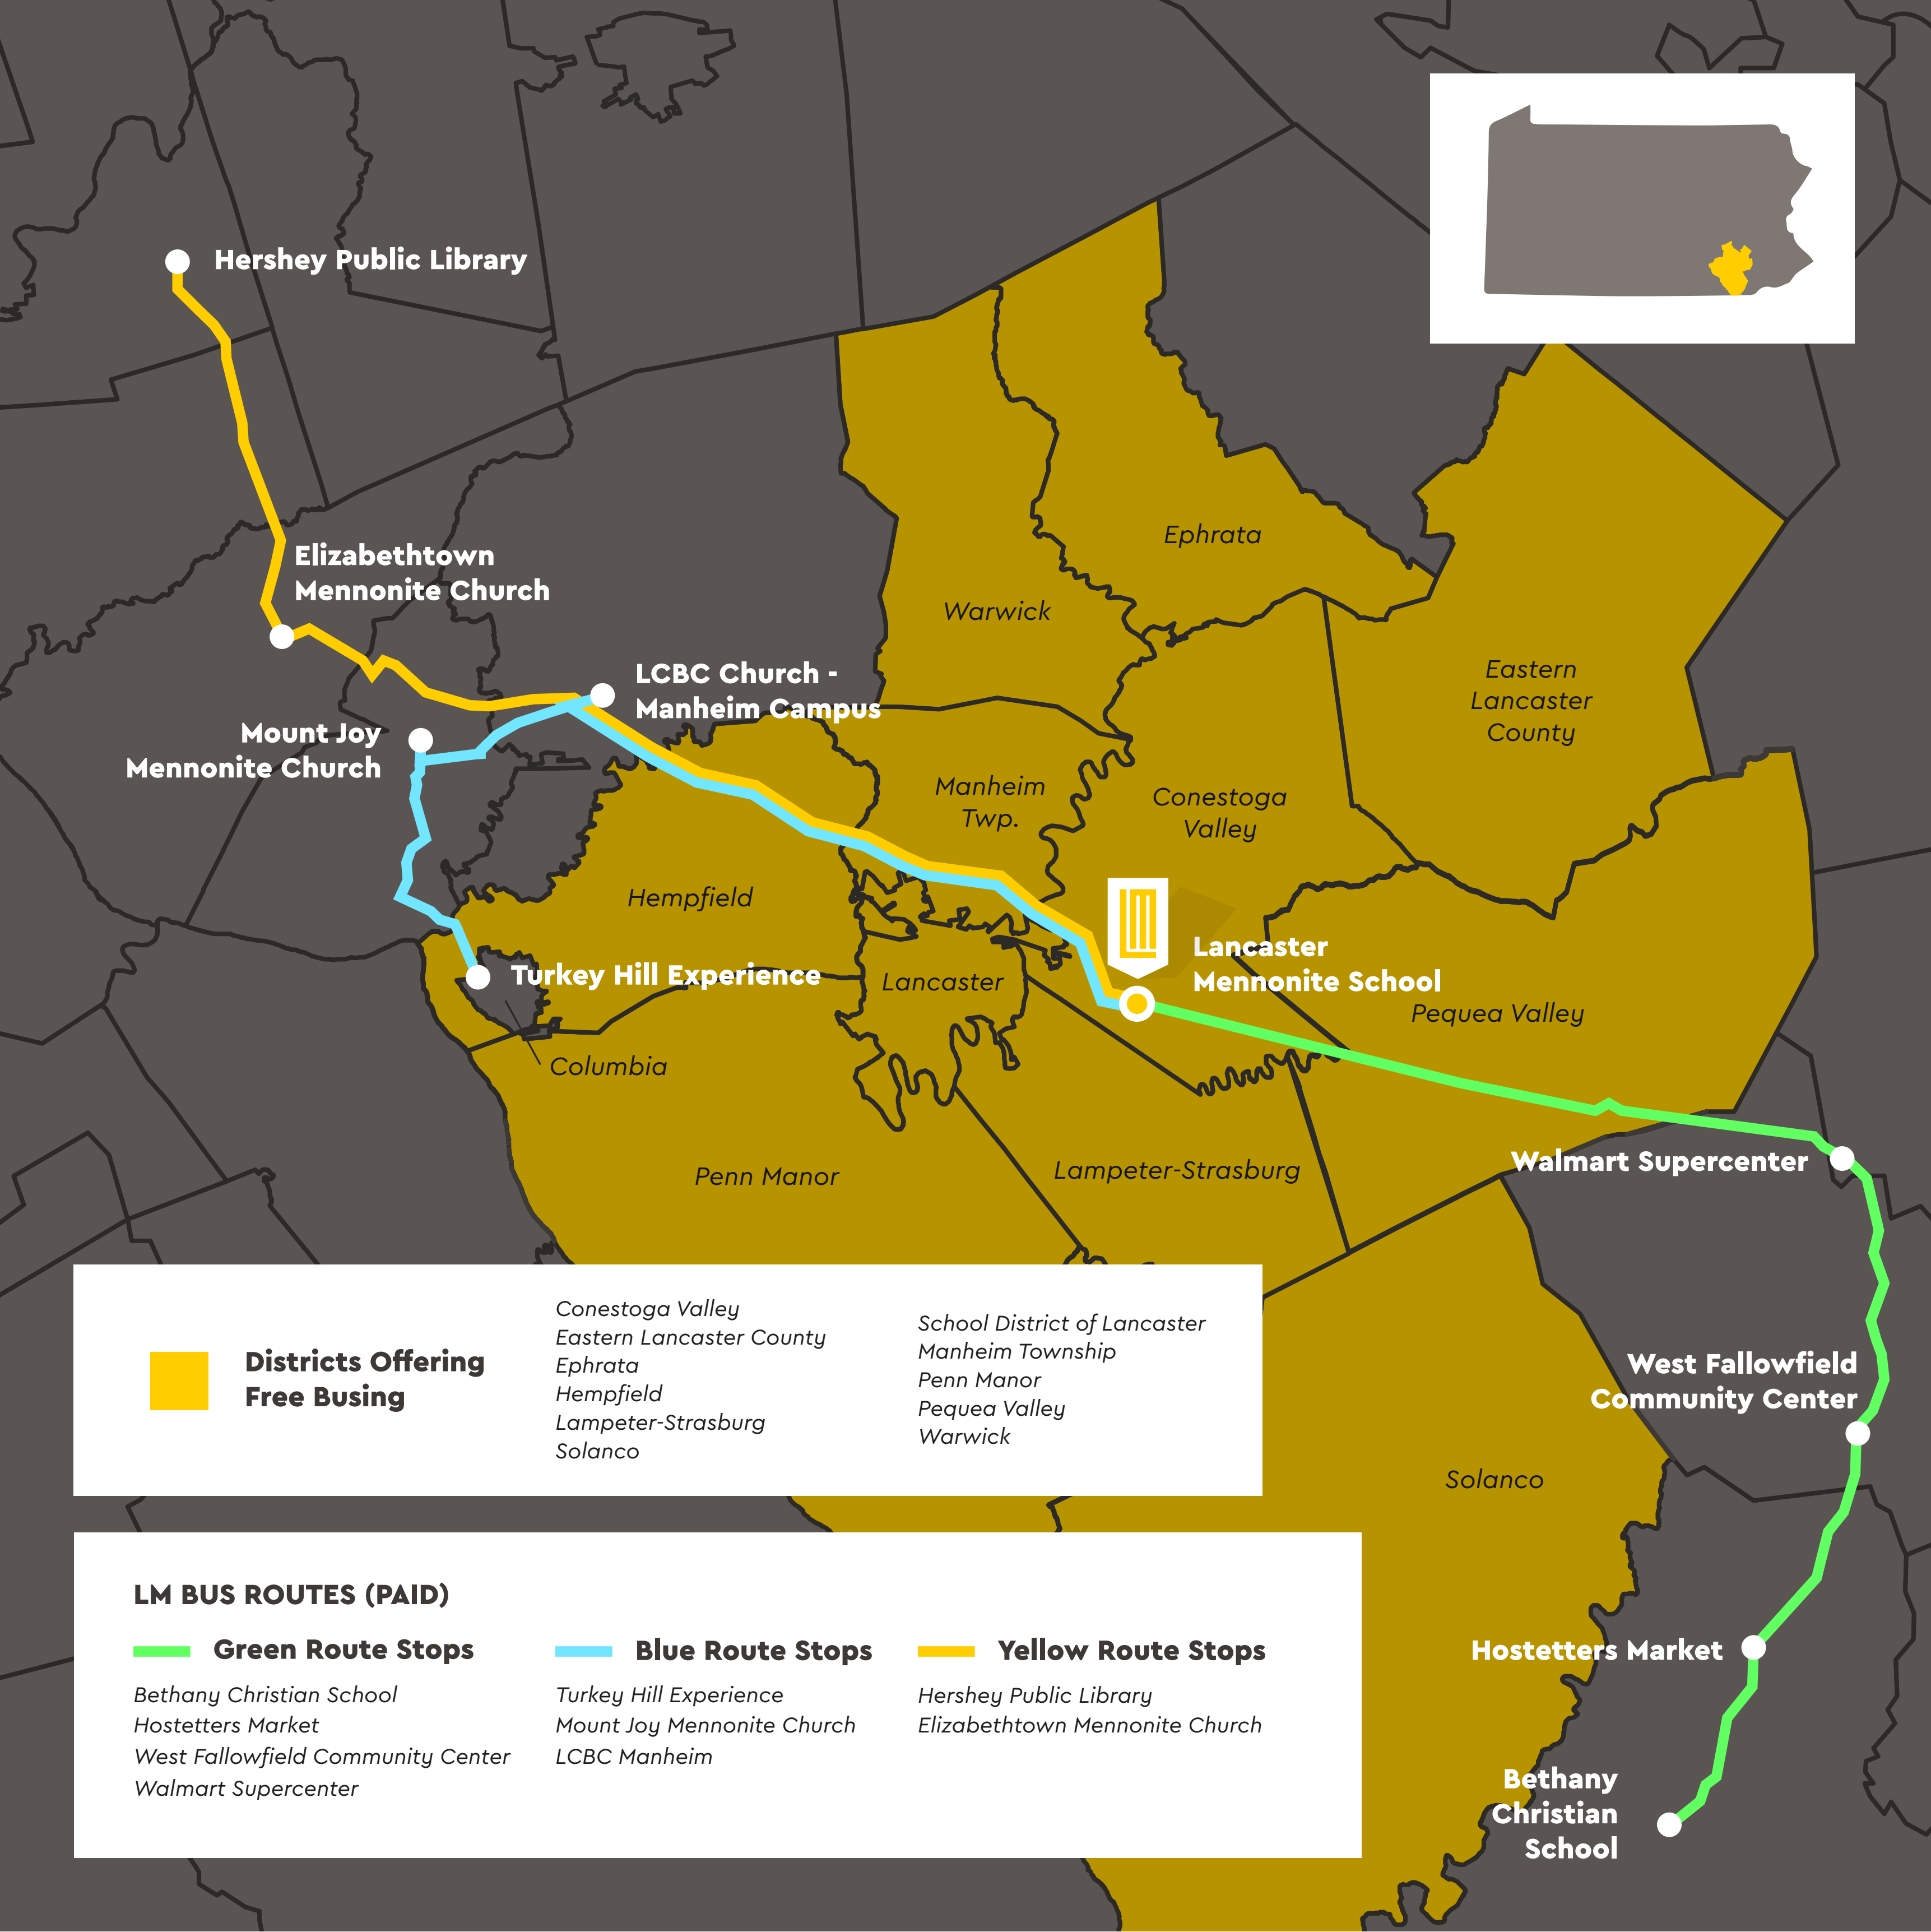 Hershey Public Library
Elizabethtown
Mennonite Church
LCBC Church -
Manheim Campus
Mount Joy
Mennonite Church
Turkey Hill Experience
Columbia
Ephrata
Warwick
Eastern
Lancaster
County
Manheim
Twp.
Conestoga
Valley
Hempfield
Lancaster
Lancaster
Mennonite School
Pequea Valley
Penn Manor
Lampeter-Strasburg
Walmart Supercenter
West Fallowfield
Community Center
Solanco
Hostetters Market
Bethany
Christian
School
Districts Offering
Free Busing
Conestoga Valley
Eastern Lancaster County
Ephrata
Hempfield
Lampeter-Strasburg
Solanco
School District of Lancaster
Manheim Township
Penn Manor
Pequea Valley
Warwick
LM BUS ROUTES (PAID)
Green Route Stops
Bethany Christian School
Hostetters Market
West Fallowfield Community Center
Walmart Supercenter
Blue Route Stops
Turkey Hill Experience
Mount Joy Mennonite Church
LCBC Manheim
Yellow Route Stops
Hershey Public Library
Elizabethtown Mennonite Church